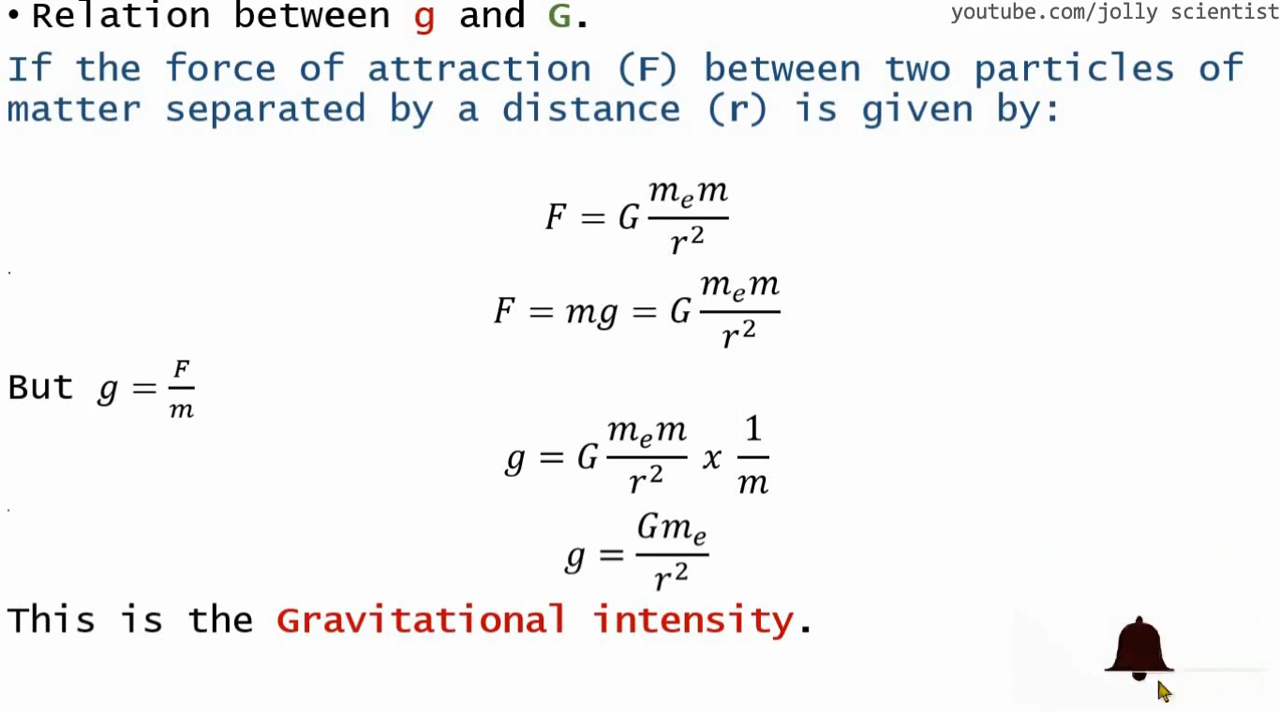 • Relation between g and G.
youtube.com/jolly scientist
If the force of attraction (F) between two particles of
matter separated by a distance (r) is given by:
F = G mₑm / r²
F = mg = G mₑm / r²
But g = F / m
g = G mₑm / r² x 1 / m
g = Gmₑ / r²
This is the Gravitational intensity.